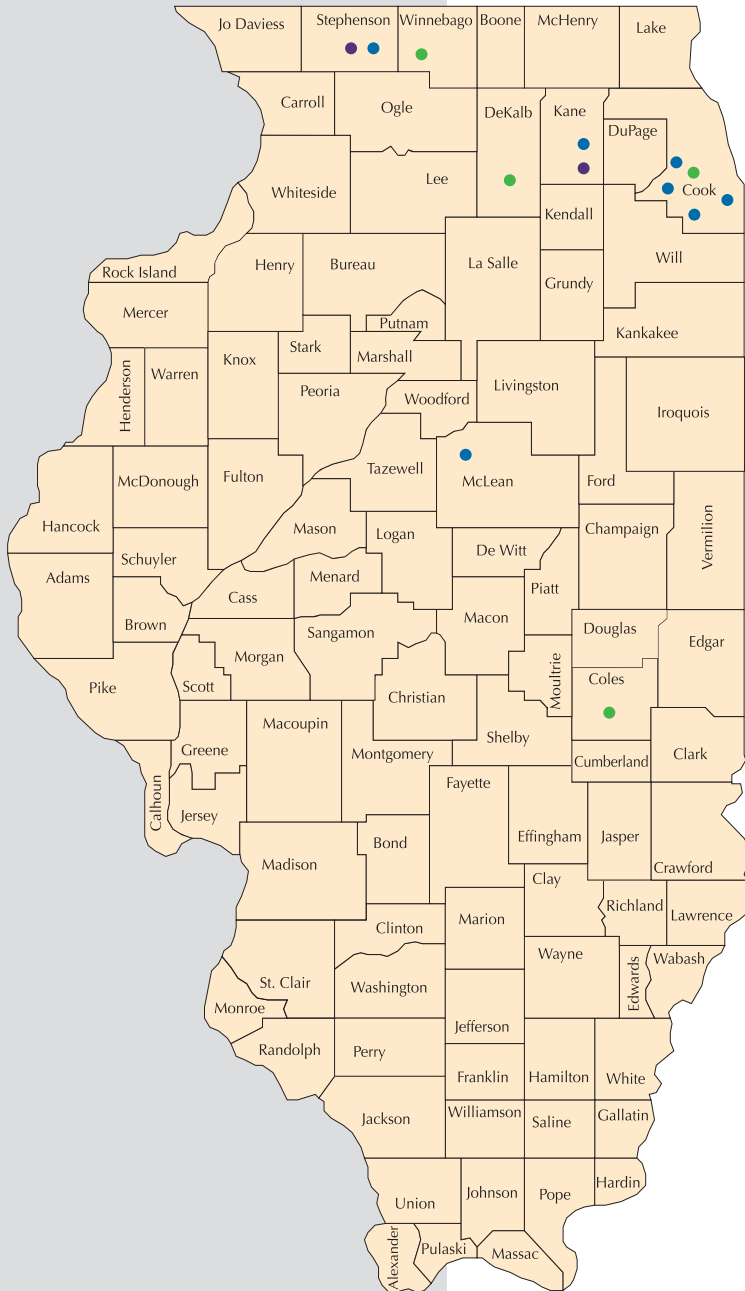 Jo Daviess
Stephenson
Winnebago
Boone
McHenry
Lake
Carroll
Ogle
DeKalb
Kane
DuPage
Cook
Whiteside
Lee
Kendall
Rock Island
Henry
Bureau
La Salle
Will
Grundy
Mercer
Putnam
Kankakee
Henderson
Warren
Knox
Stark
Marshall
Peoria
Woodford
Livingston
Iroquois
Hancock
McDonough
Fulton
Tazewell
McLean
Ford
Mason
Logan
Champaign
Vermilion
Adams
Schuyler
De Witt
Menard
Cass
Piatt
Brown
Macon
Sangamon
Douglas
Edgar
Morgan
Moultrie
Pike
Scott
Christian
Coles
Macoupin
Greene
Montgomery
Shelby
Cumberland
Clark
Calhoun
Jersey
Fayette
Effingham
Jasper
Crawford
Madison
Bond
Clay
Richland
Lawrence
Clinton
Marion
Wayne
Edwards
Wabash
St. Clair
Washington
Monroe
Jefferson
Randolph
Perry
Franklin
Hamilton
White
Jackson
Williamson
Saline
Gallatin
Union
Johnson
Pope
Hardin
Alexander
Pulaski
Massac